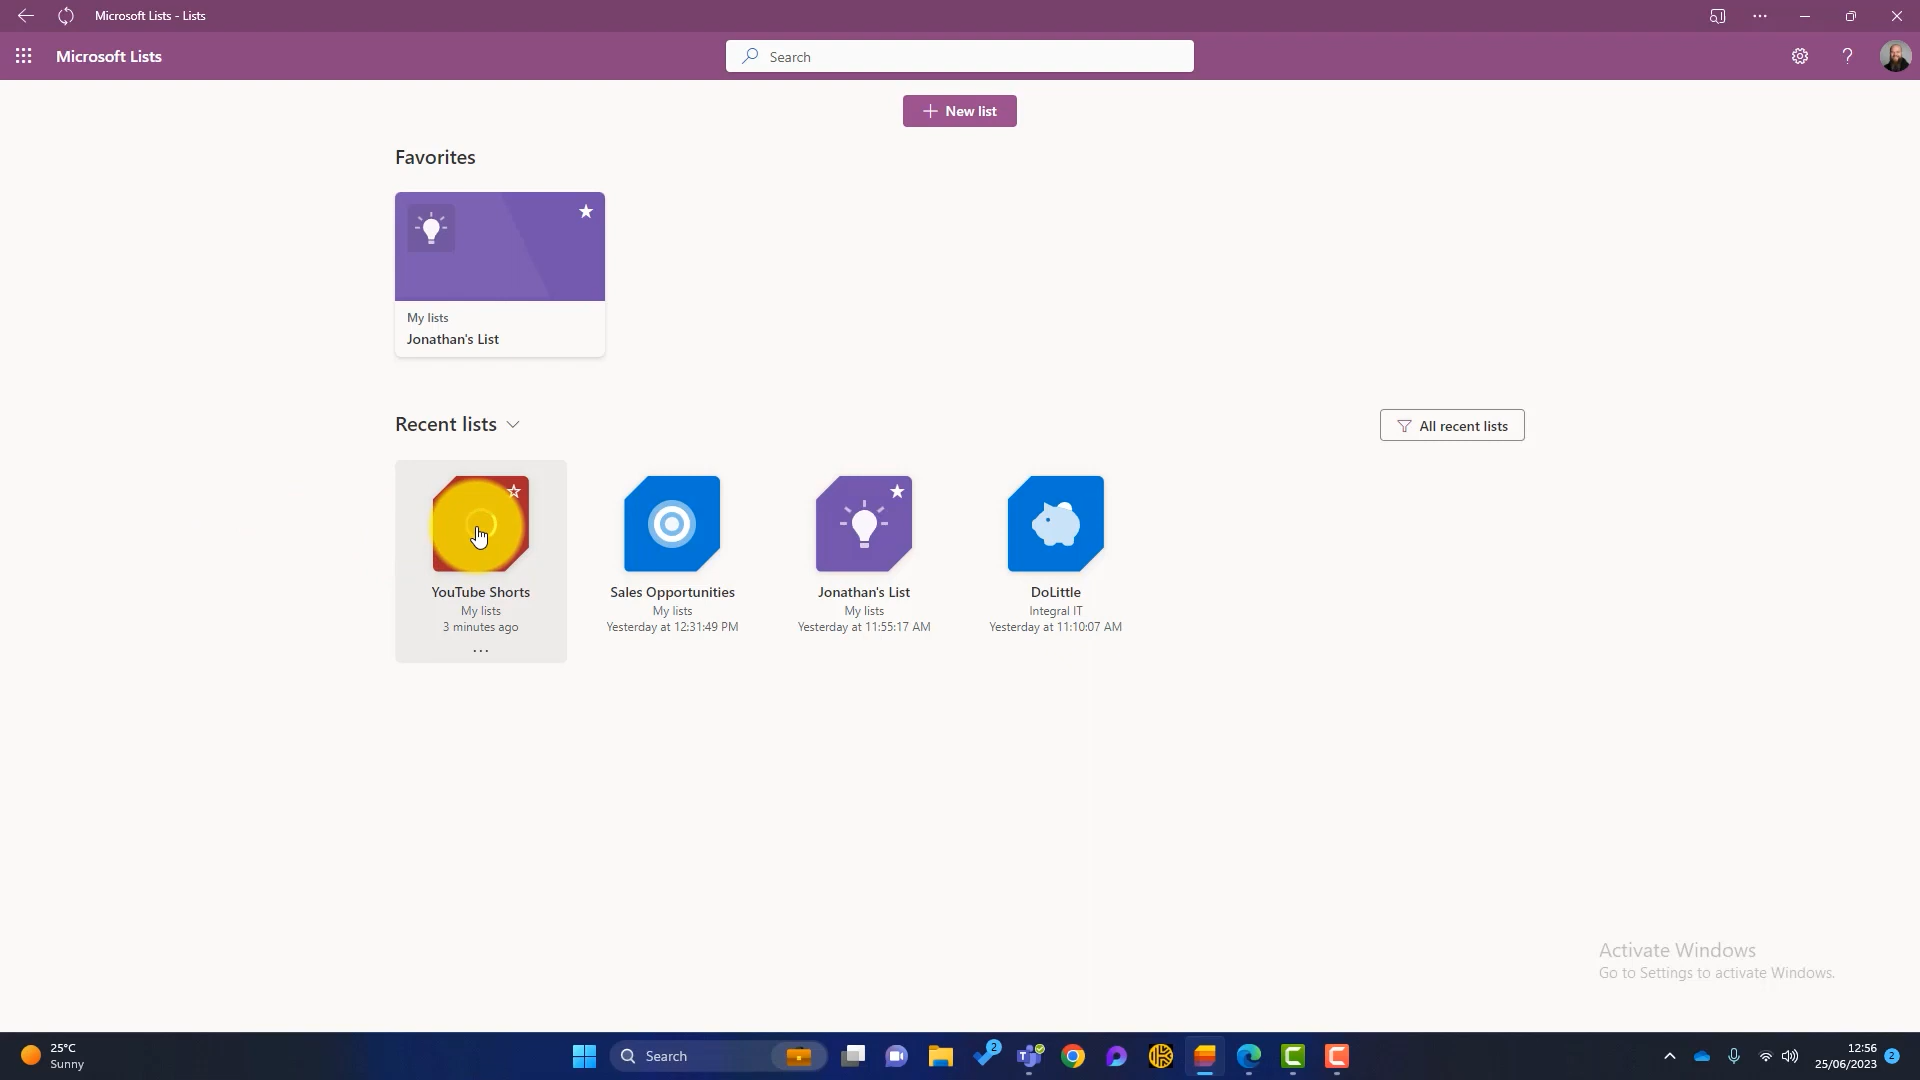 Microsoft Lists - Lists
Microsoft Lists
Search
New list
Favorites
My lists
Jonathan's List
Recent lists
All recent lists
YouTube Shorts
My lists
3 minutes ago
...
Sales Opportunities
My lists
Yesterday at 12:31:49 PM
Jonathan's List
My lists
Yesterday at 11:55:17 AM
DoLittle
Integral IT
Yesterday at 11:10:07 AM
Activate Windows
Go to Settings to activate Windows.
25°C
Sunny
Search
2
12:56
25/06/2023
2